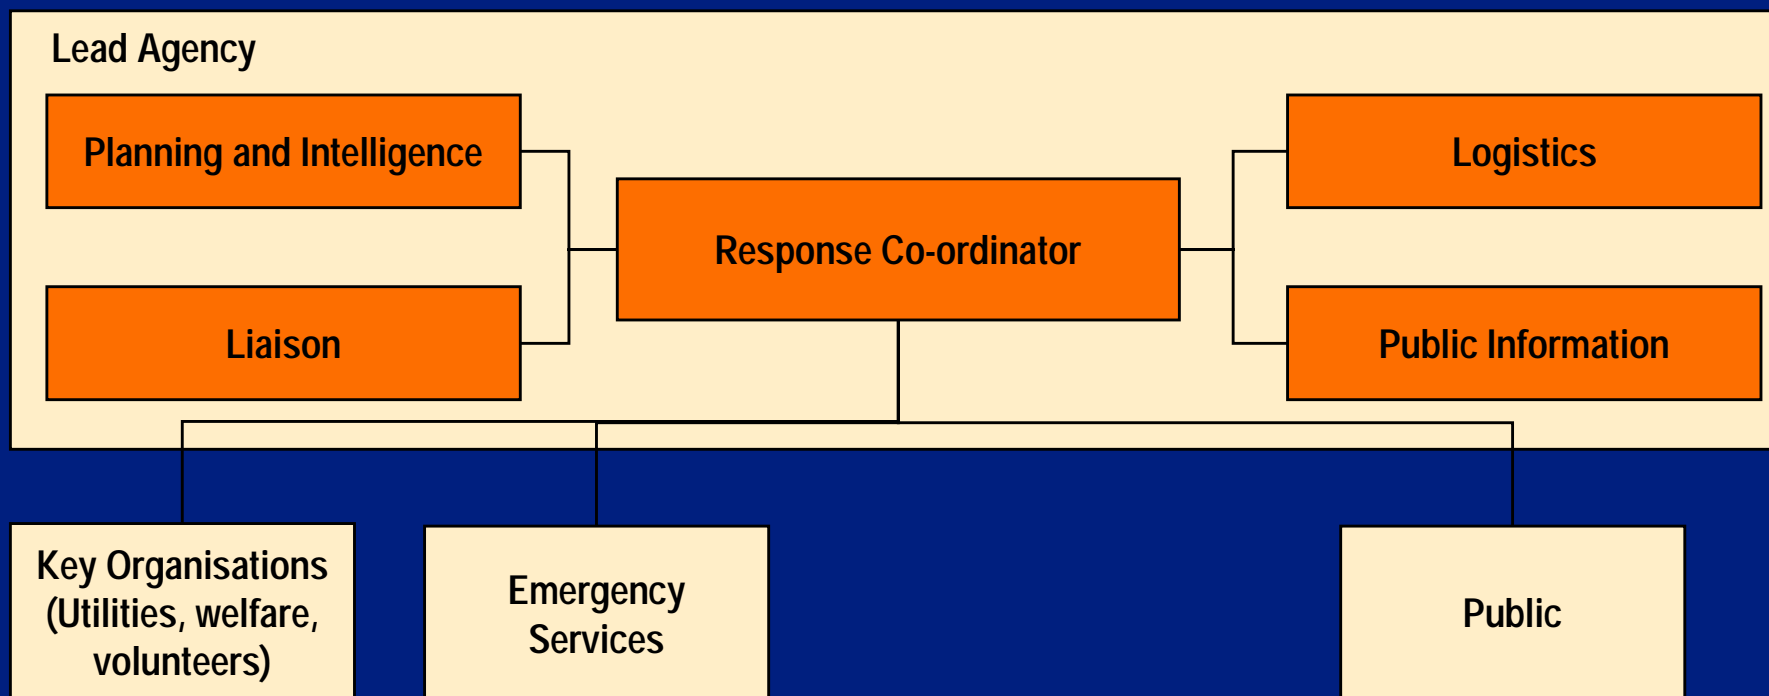 Lead Agency
Planning and Intelligence
Logistics
Response Co-ordinator
Liaison
Public Information
Key Organisations
(Utilities, welfare,
volunteers)
Emergency
Services
Public